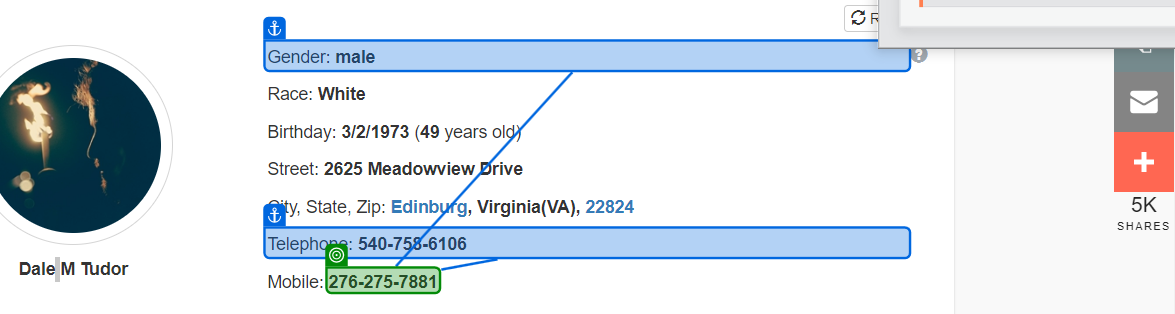 R
Gender: male
?
Race: White
Birthday: 3/2/1973 (49 years old)
Street: 2625 Meadowview Drive
City, State, Zip: Edinburg, Virginia(VA), 22824
Telephone: 540-758-6106
Mobile: 276-275-7881
Dale M Tudor
5K
SHARES